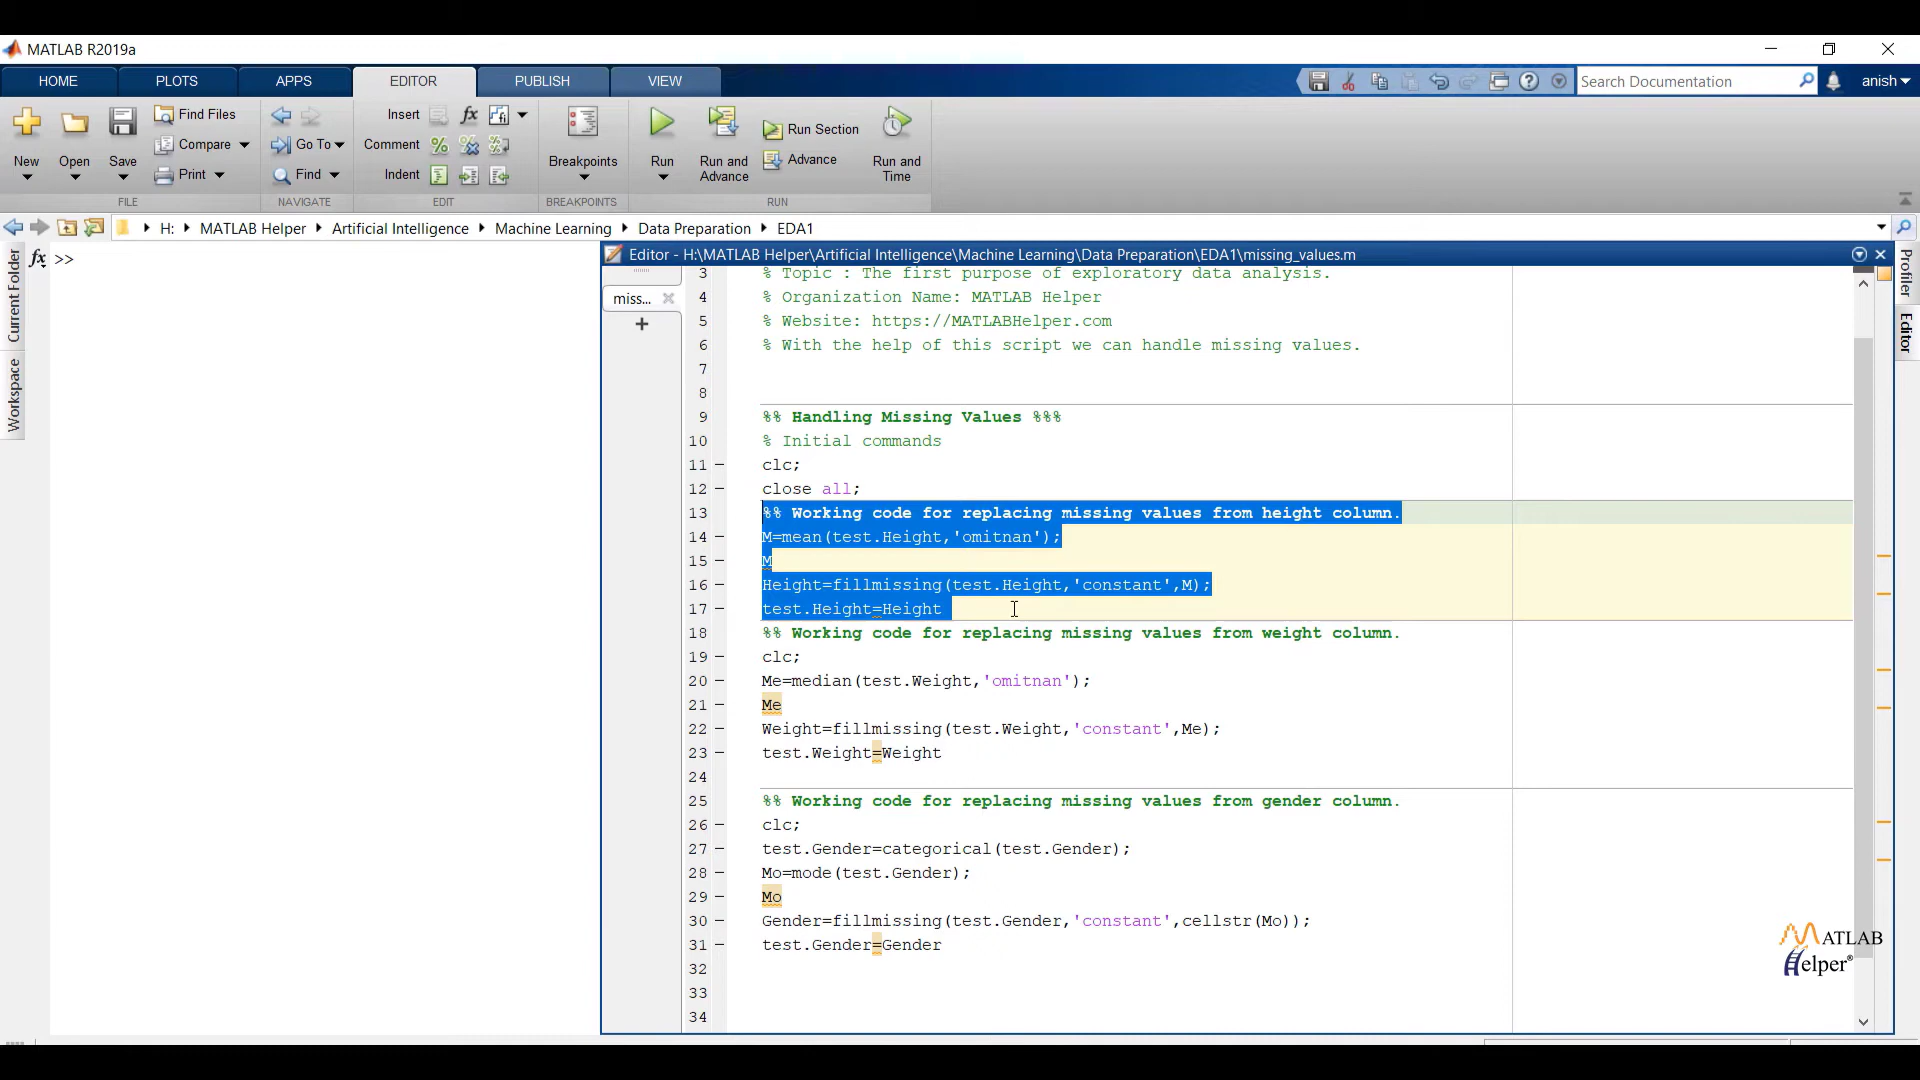 MATLAB R2019a
HOME PLOTS APPS EDITOR PUBLISH VIEW
Search Documentation
anish
New Open Save
Find Files
Compare
Print
FILE
Go To
Find
NAVIGATE
Insert fx
Comment
Indent
EDIT
Breakpoints
BREAKPOINTS
Run
Run and Advance
Run Section
Advance
Run and Time
RUN
H: MATLAB Helper Artificial Intelligence Machine Learning Data Preparation EDA1
Current Folder
Workspace
fx >>
Editor - H:\MATLAB Helper\Artificial Intelligence\Machine Learning\Data Preparation\EDA1\missing_values.m
miss...
+
Profiler
Editor
3 % Topic : The first purpose of exploratory data analysis.
4 % Organization Name: MATLAB Helper
5 % Website: https://MATLABHelper.com
6 % With the help of this script we can handle missing values.
7
8
9 %% Handling Missing Values %%%
10 % Initial commands
11 – clc;
12 – close all;
13 %% Working code for replacing missing values from height column.
14 – M=mean(test.Height,'omitnan');
15 – M
16 – Height=fillmissing(test.Height,'constant',M);
17 – test.Height=Height
18 %% Working code for replacing missing values from weight column.
19 – clc;
20 – Me=median(test.Weight,'omitnan');
21 – Me
22 – Weight=fillmissing(test.Weight,'constant',Me);
23 – test.Weight=Weight
24
25 %% Working code for replacing missing values from gender column.
26 – clc;
27 – test.Gender=categorical(test.Gender);
28 – Mo=mode(test.Gender);
29 – Mo
30 – Gender=fillmissing(test.Gender,'constant',cellstr(Mo));
31 – test.Gender=Gender
32
33
34
MATLAB
Helper®